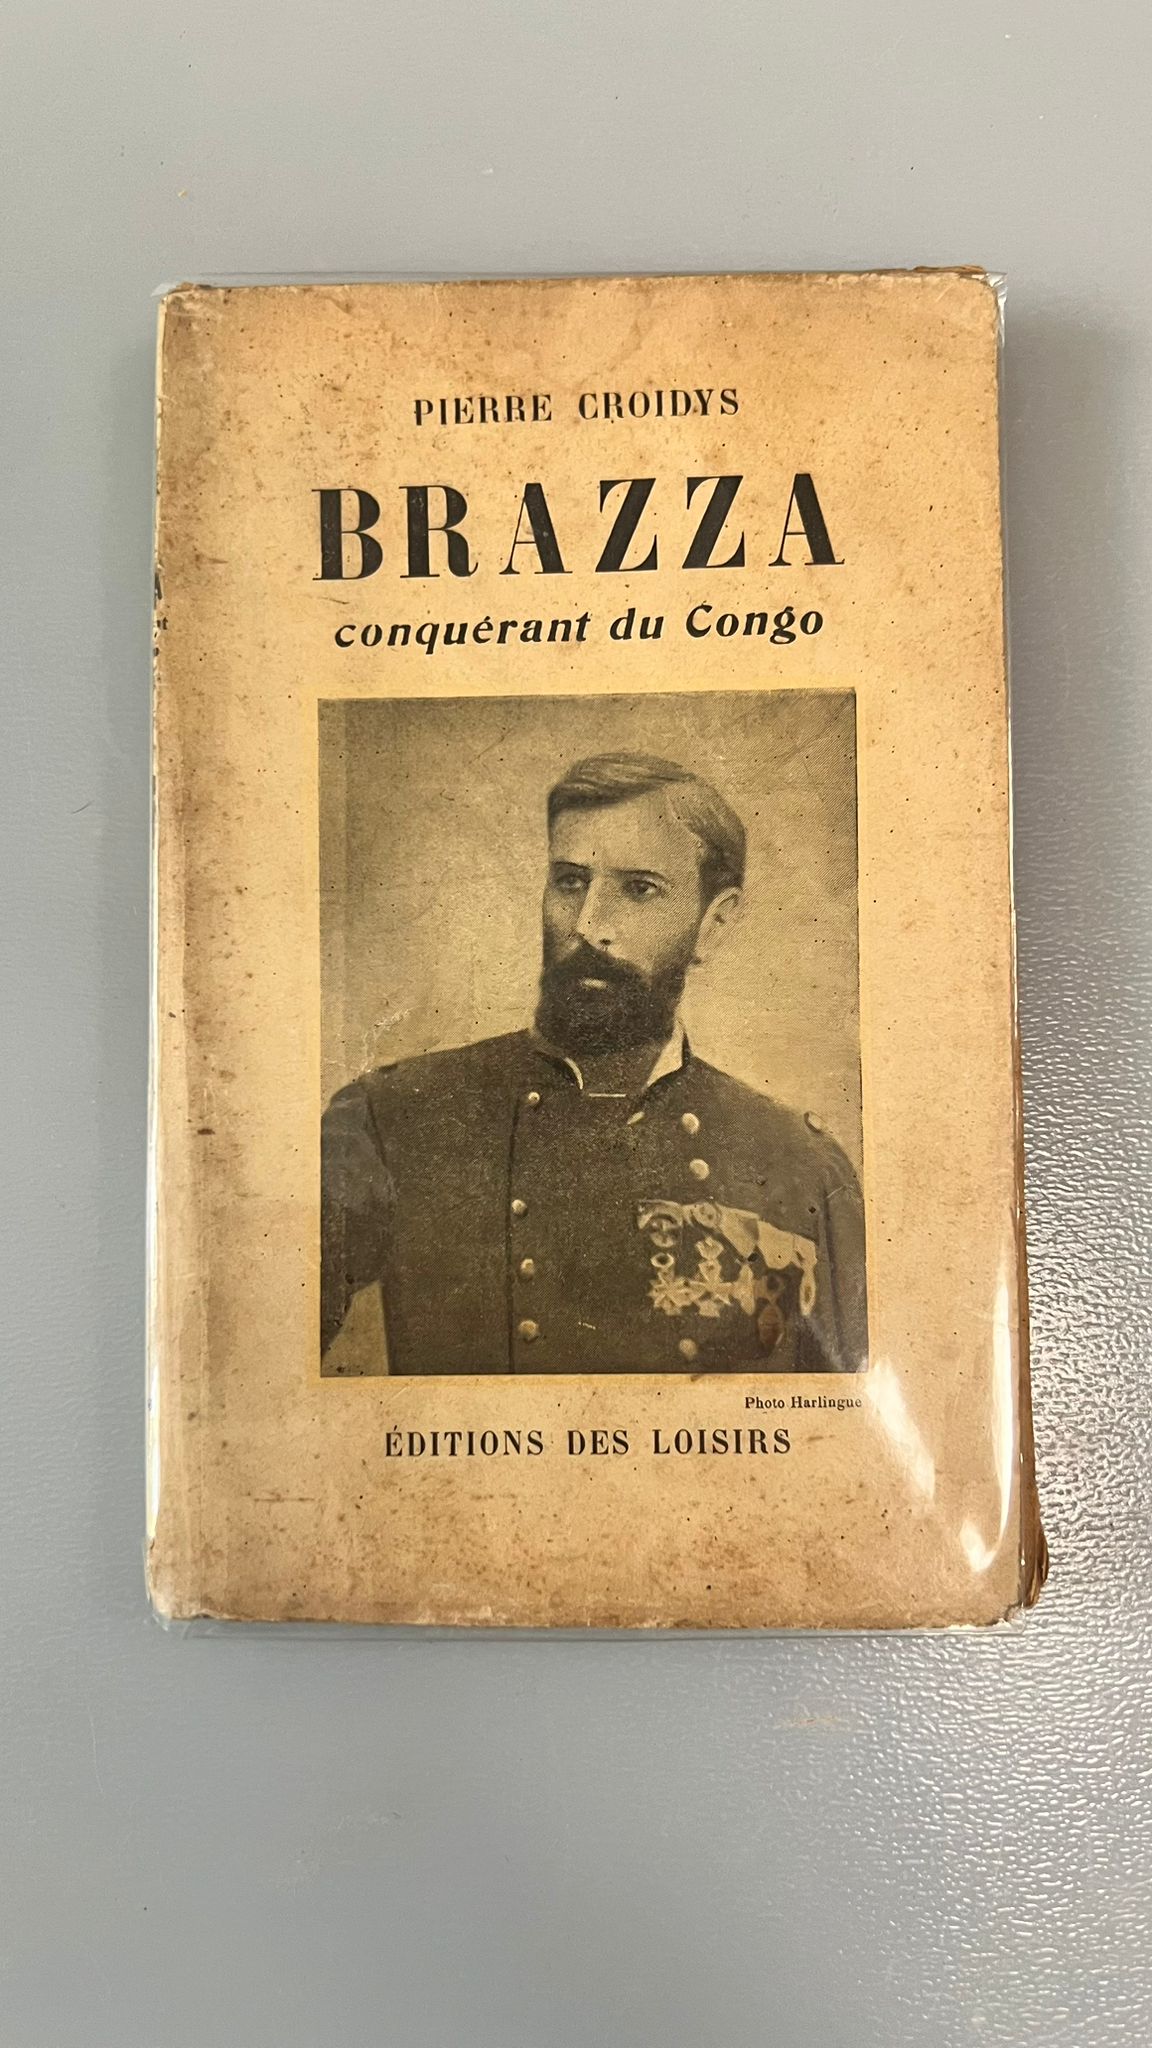 PIERRE CROIDYS
BRAZZA
conquérant du Congo
Photo Harlingue
ÉDITIONS DES LOISIRS